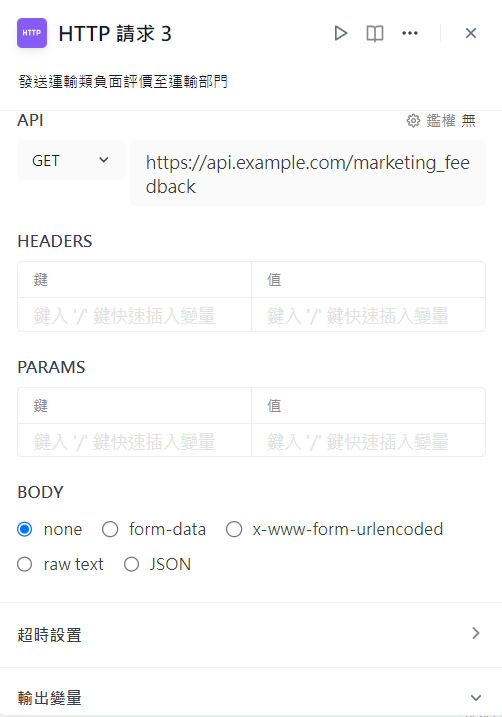 HTTP
HTTP 請求 3
發送運輸類負面評價至運輸部門
API
鑑權 無
GET
https://api.example.com/marketing_fee
dback
HEADERS
鍵 值
鍵入 '/' 鍵快速插入變量 鍵入 '/' 鍵快速插入變量
PARAMS
鍵 值
鍵入 '/' 鍵快速插入變量 鍵入 '/' 鍵快速插入變量
BODY
none form-data x-www-form-urlencoded
raw text JSON
超時設置
輸出變量